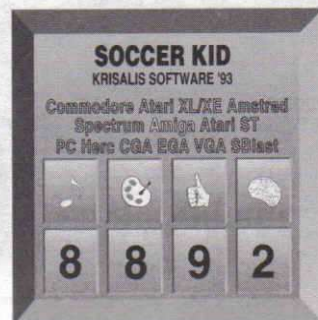 SOCCER KID
KRISALIS SOFTWARE '93
Commodore Atari XL/XE Amstrad
Spectrum Amiga Atari ST
PC Herc CGA EGA VGA SBlast
8 8 9 2